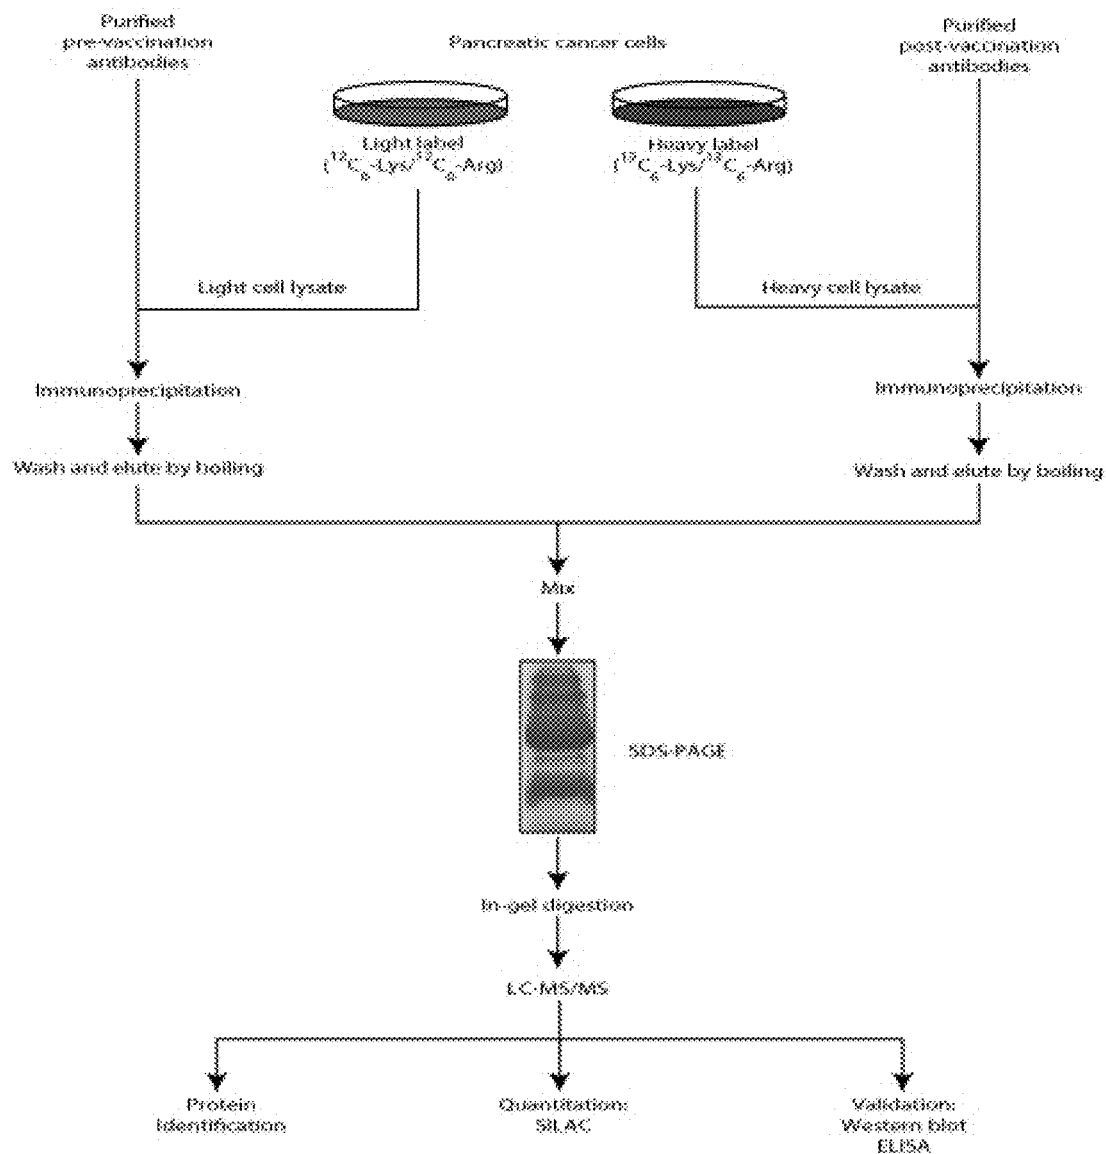 Purified
pre-vaccination
antibodies
Pancreatic cancer cells
Purified
post-vaccination
antibodies
Light label
(¹²C₆-Lys/¹²C₆-Arg)
Heavy label
(¹³C₆-Lys/¹³C₆-Arg)
Light cell lysate
Heavy cell lysate
Immunoprecipitation
Immunoprecipitation
Wash and elute by boiling
Wash and elute by boiling
Mix
SDS-PAGE
In-gel digestion
LC-MS/MS
Protein
Identification
Quantitation:
SILAC
Validation:
Western blot
ELISA